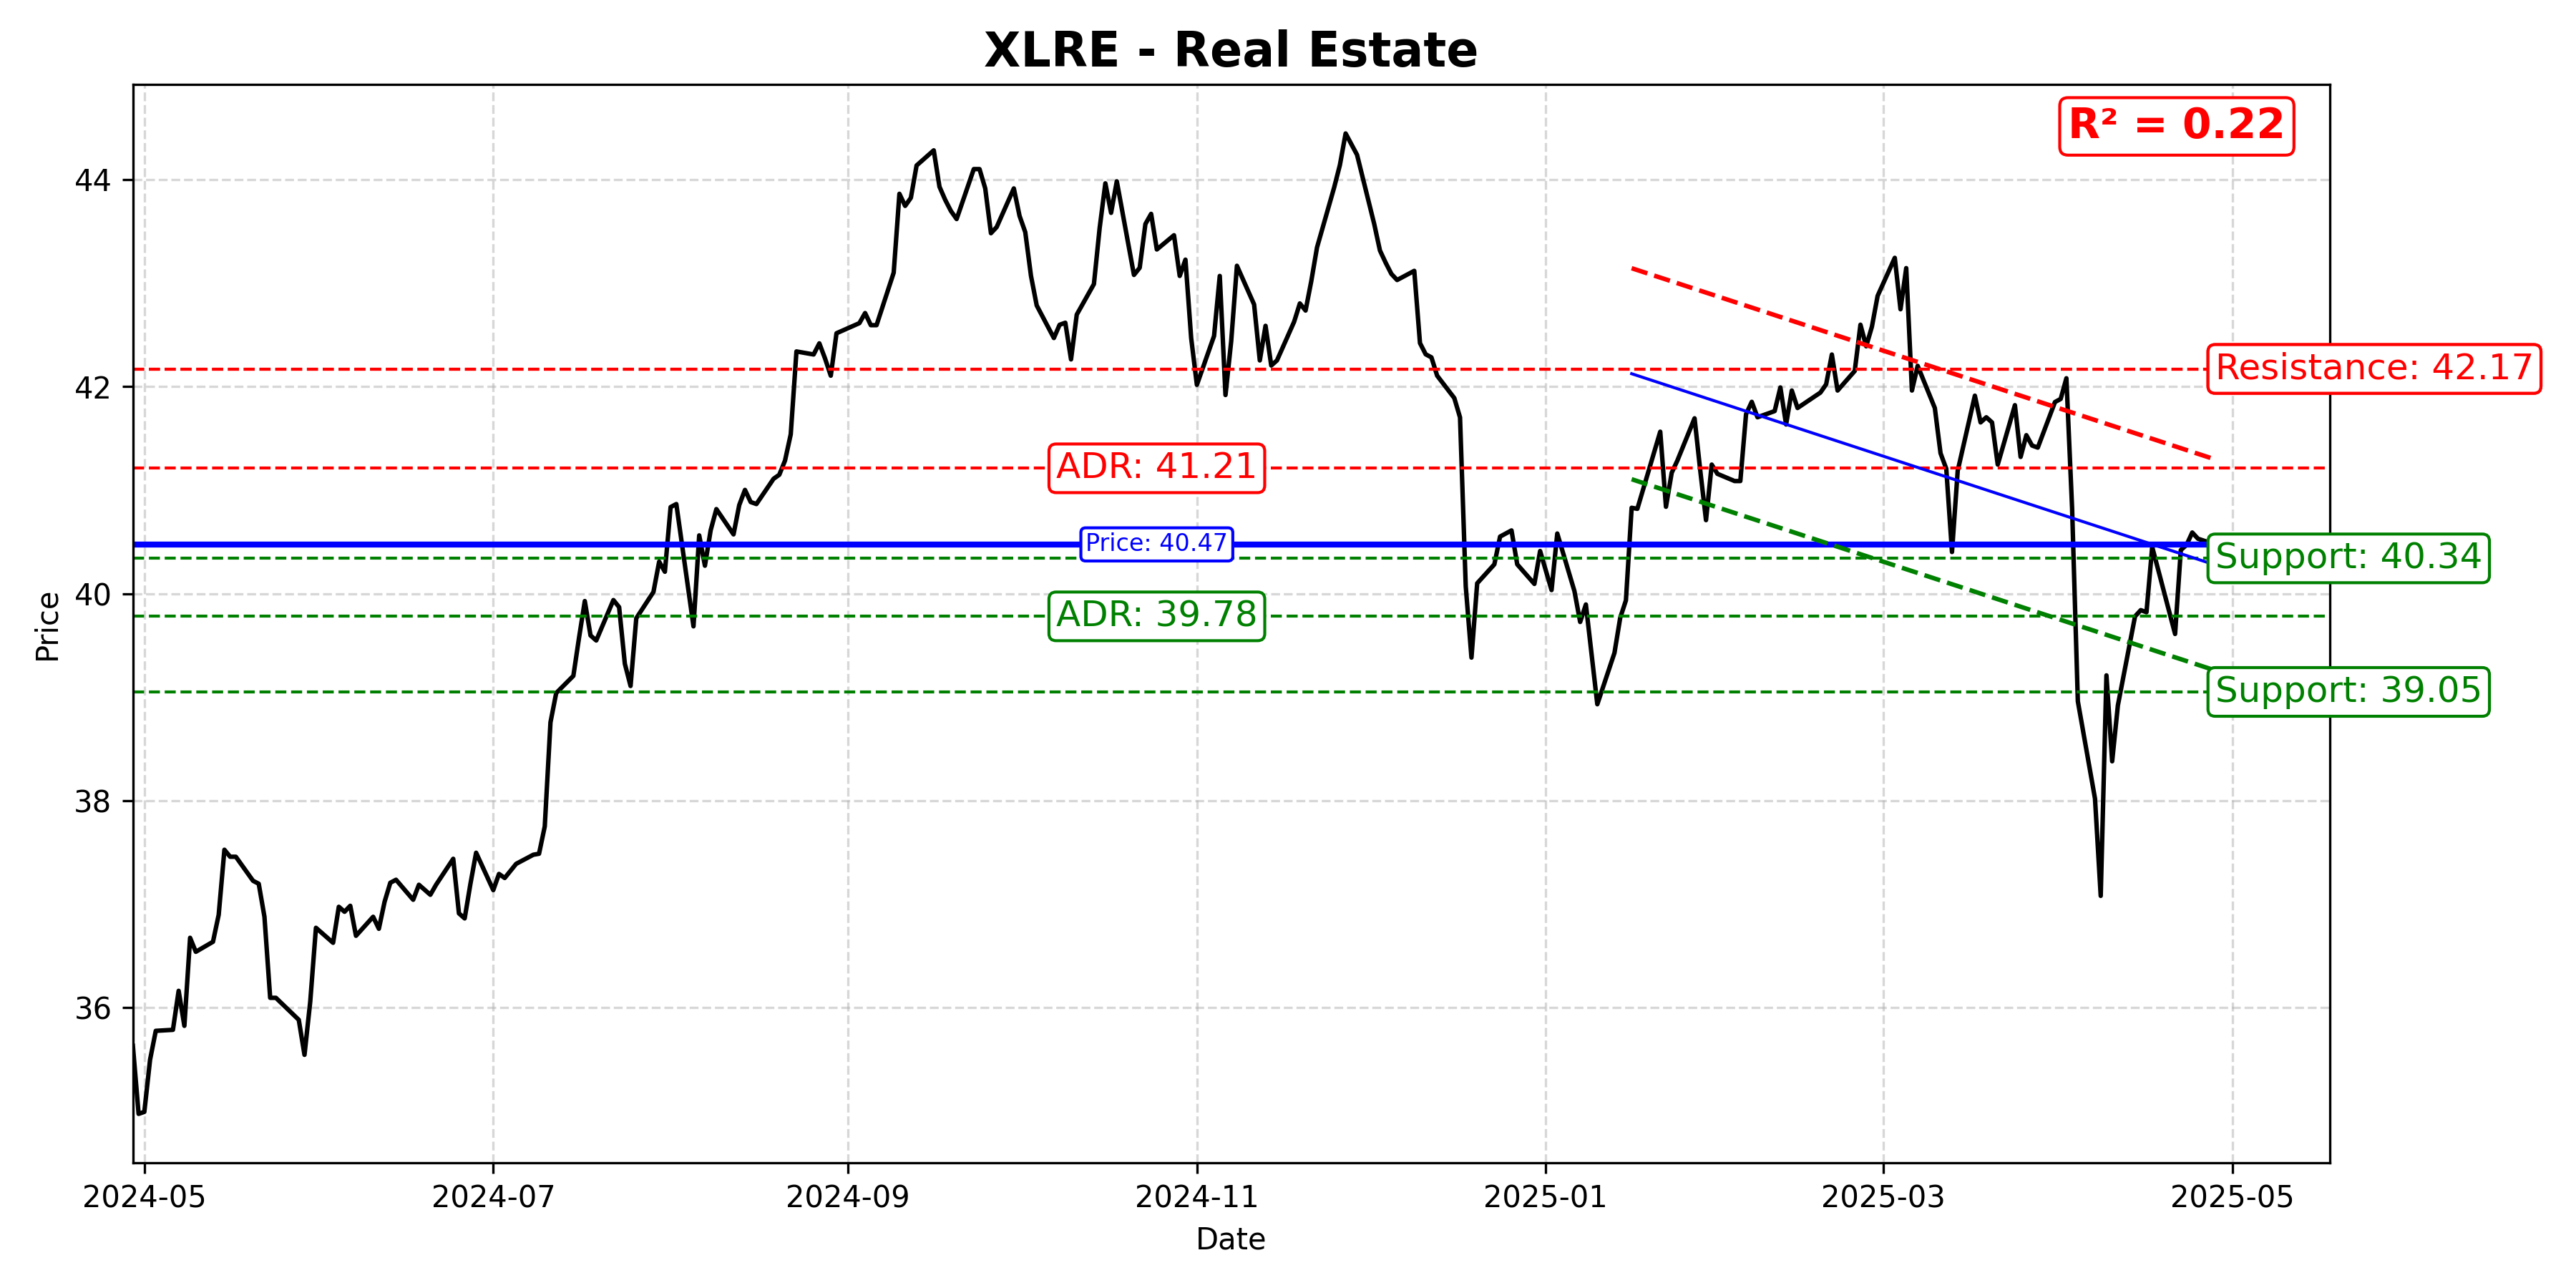 XLRE - Real Estate
R² = 0.22
44
42
40
38
36
Price
Resistance: 42.17
ADR: 41.21
Price: 40.47
Support: 40.34
ADR: 39.78
Support: 39.05
2024-05
2024-07
2024-09
2024-11
2025-01
2025-03
2025-05
Date